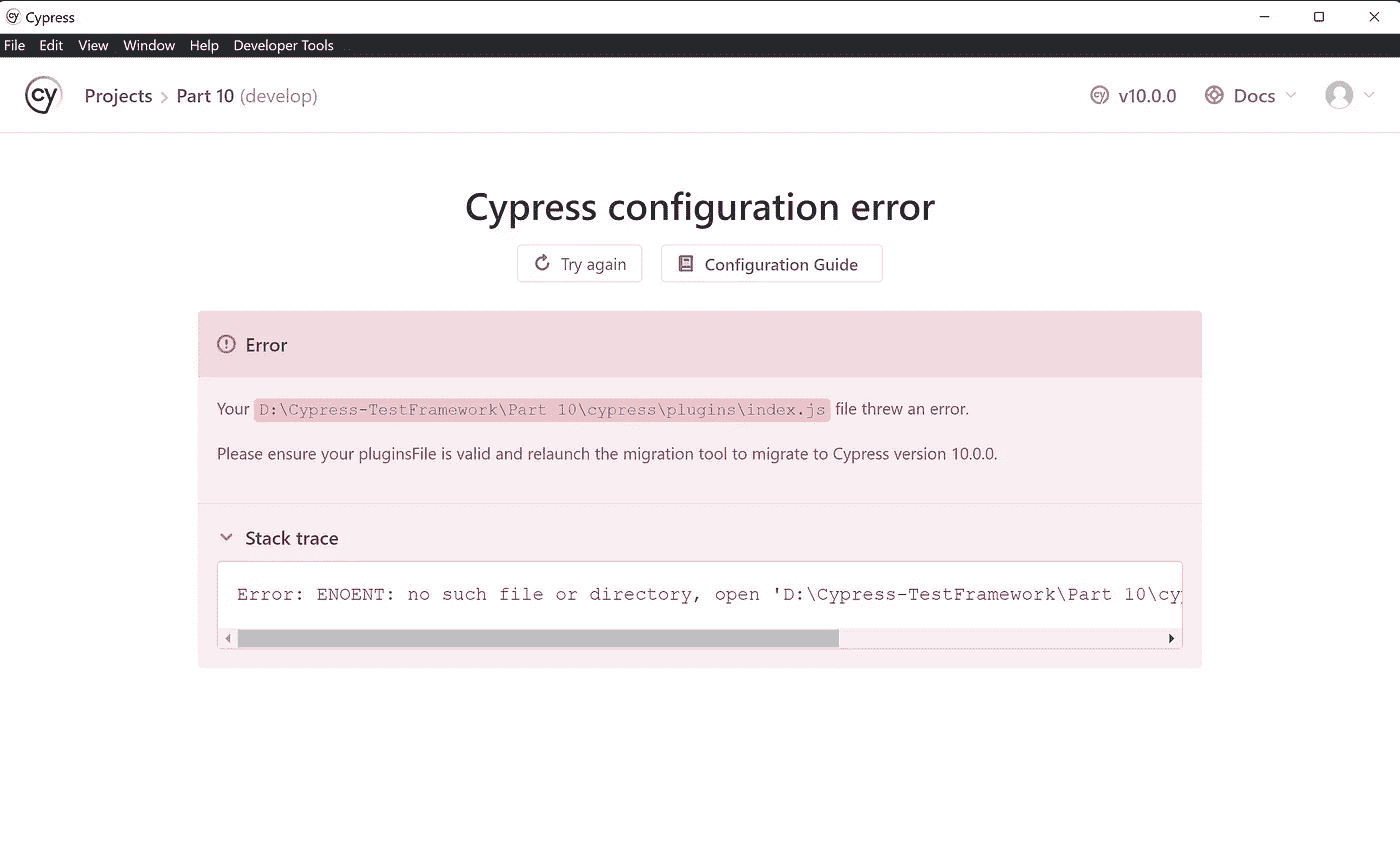 Cypress
File Edit View Window Help Developer Tools
cy Projects Part 10 (develop) v10.0.0 Docs
Cypress configuration error
Try again Configuration Guide
Error
Your D:\Cypress-TestFramework\Part 10\cypress\plugins\index.js file threw an error.
Please ensure your pluginsFile is valid and relaunch the migration tool to migrate to Cypress version 10.0.0.
Stack trace
Error: ENOENT: no such file or directory, open 'D:\Cypress-TestFramework\Part 10\cy